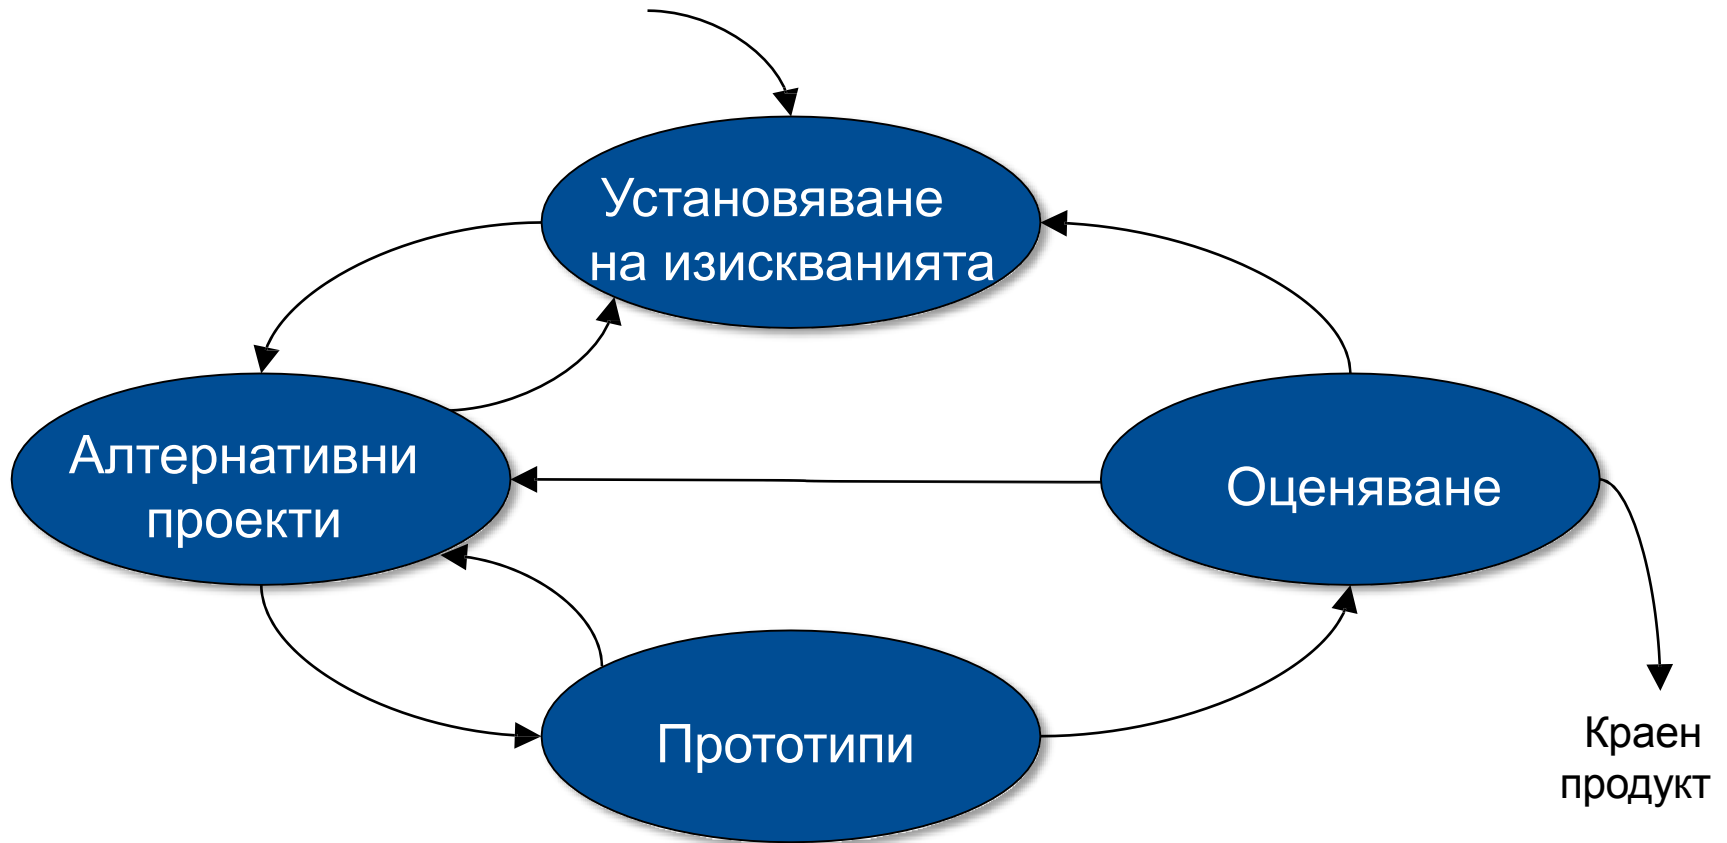 Установяване
на изискванията
Алтернативни
проекти
Оценяване
Прототипи
Краен
продукт